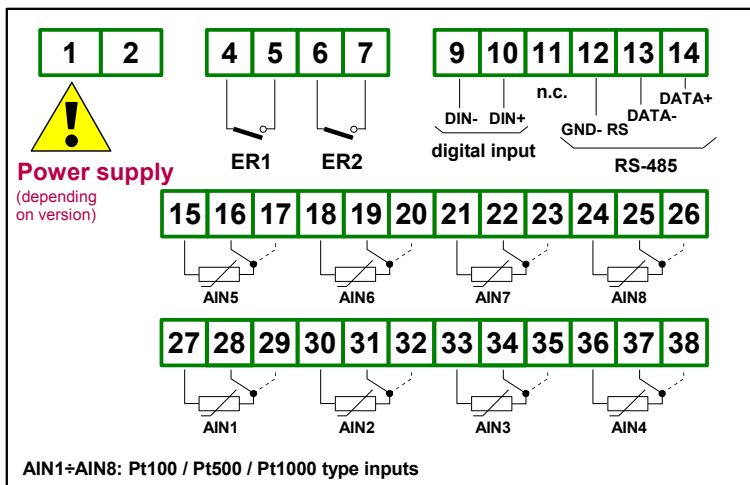 1 2 4 5 6 7 9 10 11 12 13 14
n.c.
DIN- DIN+ GND- RS DATA- DATA+
digital input
RS-485
ER1 ER2
Power supply
(depending
on version)
15 16 17 18 19 20 21 22 23 24 25 26
AIN5 AIN6 AIN7 AIN8
27 28 29 30 31 32 33 34 35 36 37 38
AIN1 AIN2 AIN3 AIN4
AIN1÷AIN8: Pt100 / Pt500 / Pt1000 type inputs